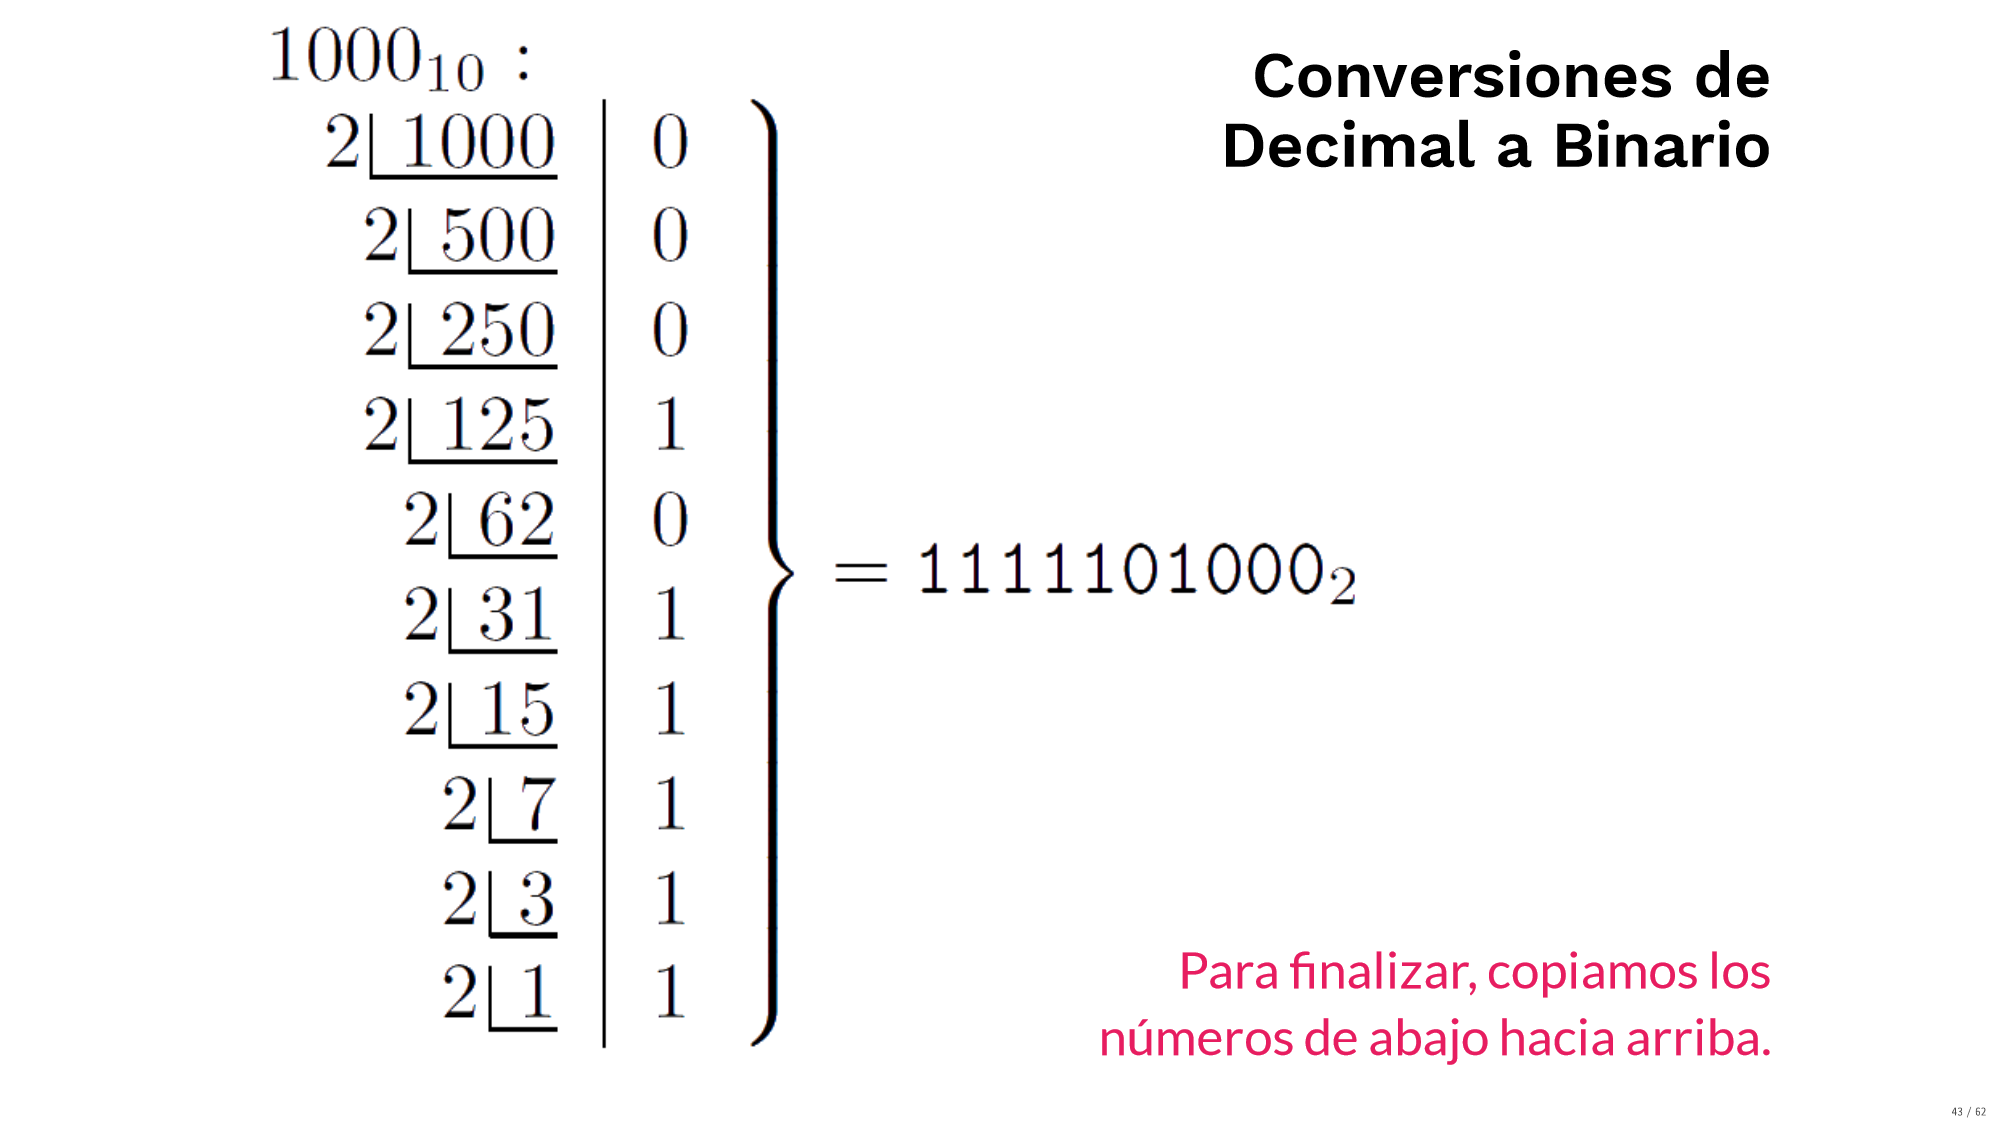 1000₁₀ :
Conversiones de
Decimal a Binario
2 1000 0
2 500 0
2 250 0
2 125 1
2 62 0
= 1111101000₂
2 31 1
2 15 1
2 7 1
2 3 1
2 1 1
Para finalizar, copiamos los
números de abajo hacia arriba.
43 / 62